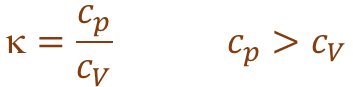 κ = c_p / c_V    c_p > c_V